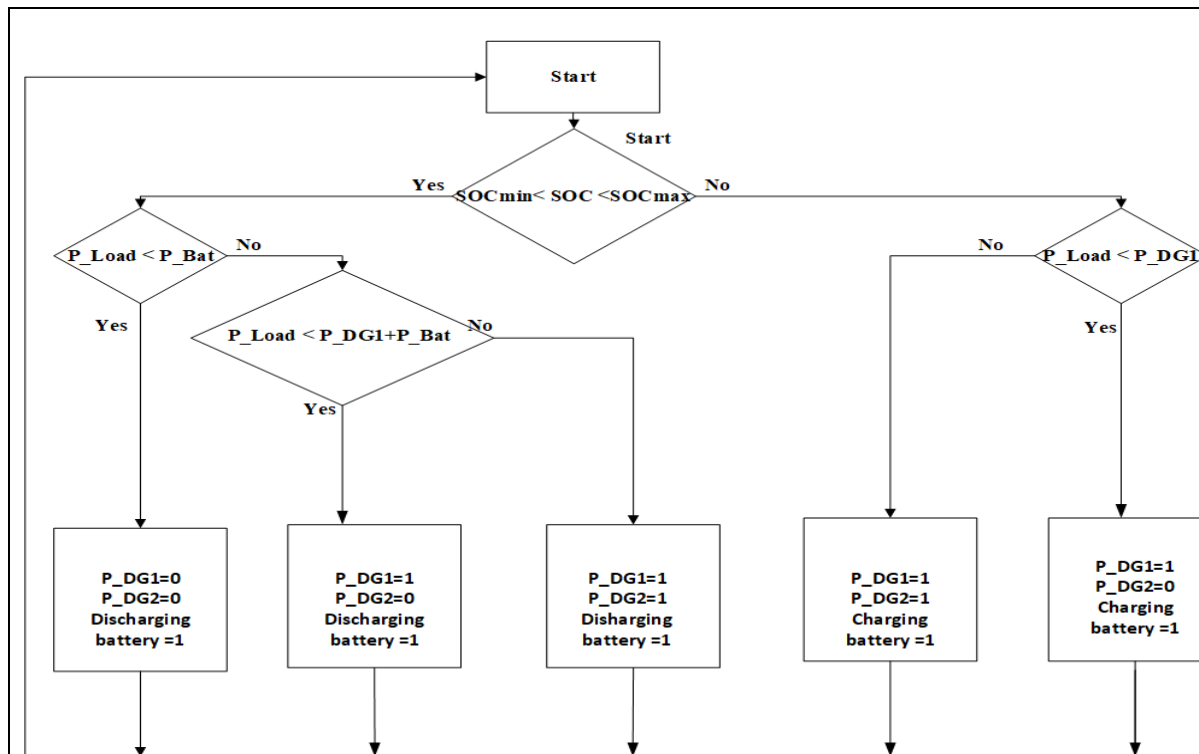 Start
Start
Yes
SOCmin< SOC <SOCmax
No
P_Load < P_Bat
No
No
P_Load < P_DG1
Yes
P_Load < P_DG1+P_Bat
No
Yes
Yes
P_DG1=0
P_DG2=0
Discharging
battery =1
P_DG1=1
P_DG2=0
Discharging
battery =1
P_DG1=1
P_DG2=1
Disharging
battery =1
P_DG1=1
P_DG2=1
Charging
battery =1
P_DG1=1
P_DG2=0
Charging
battery =1